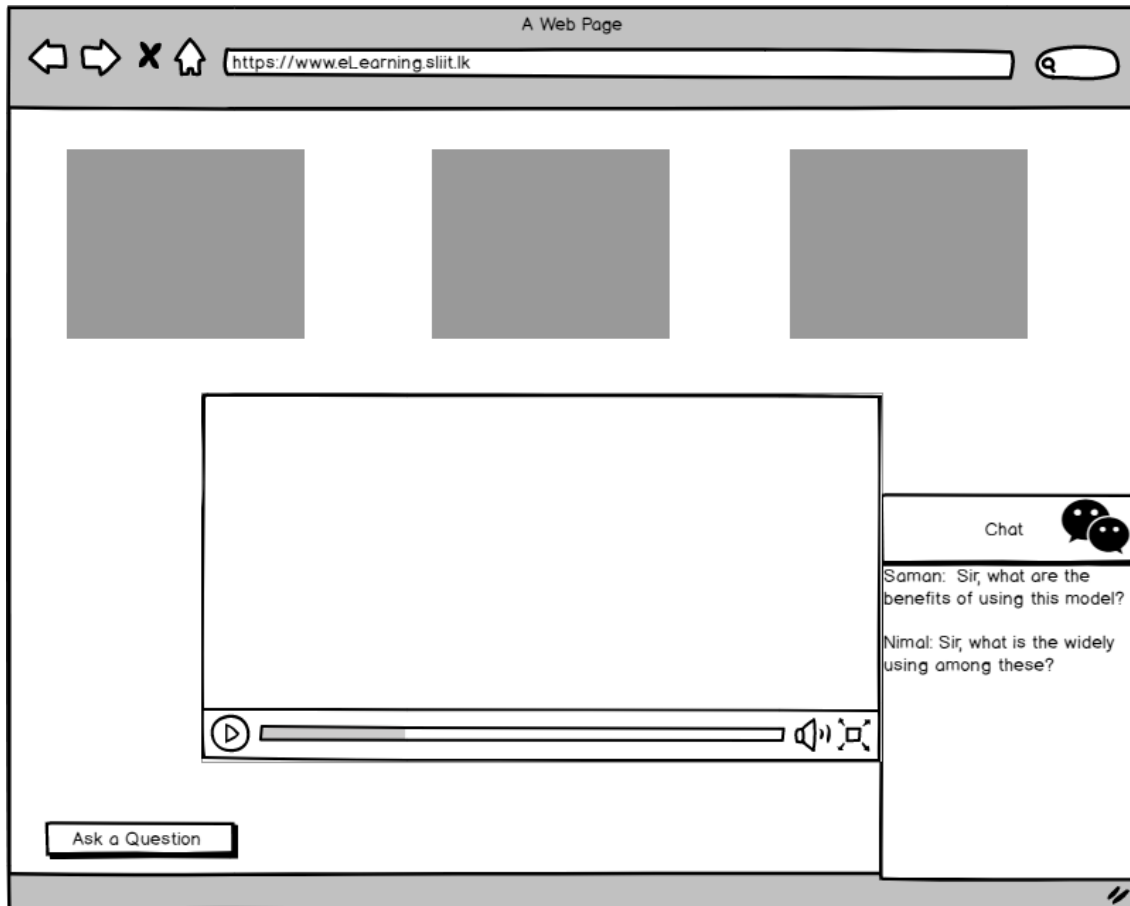 A Web Page
https://www.eLearning.sliit.lk
Chat
Saman:  Sir, what are the
benefits of using this model?
Nimal: Sir, what is the widely
using among these?
Ask a Question